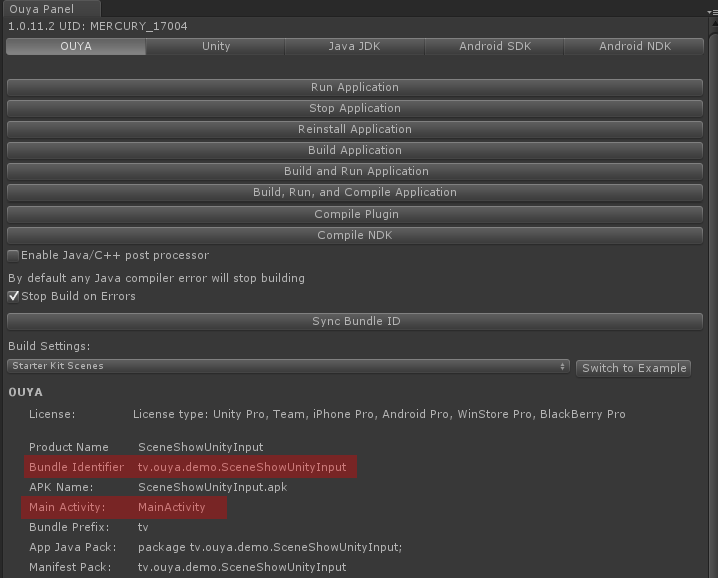 Ouya Panel
1.0.11.2 UID: MERCURY_17004
OUYA Unity Java JDK Android SDK Android NDK
Run Application
Stop Application
Reinstall Application
Build Application
Build and Run Application
Build, Run, and Compile Application
Compile Plugin
Compile NDK
Enable Java/C++ post processor
By default any Java compiler error will stop building
Stop Build on Errors
Sync Bundle ID
Build Settings:
Starter Kit Scenes Switch to Example
OUYA
License: License type: Unity Pro, Team, iPhone Pro, Android Pro, WinStore Pro, BlackBerry Pro
Product Name SceneShowUnityInput
Bundle Identifier tv.ouya.demo.SceneShowUnityInput
APK Name: SceneShowUnityInput.apk
Main Activity: MainActivity
Bundle Prefix: tv
App Java Pack: package tv.ouya.demo.SceneShowUnityInput;
Manifest Pack: tv.ouya.demo.SceneShowUnityInput